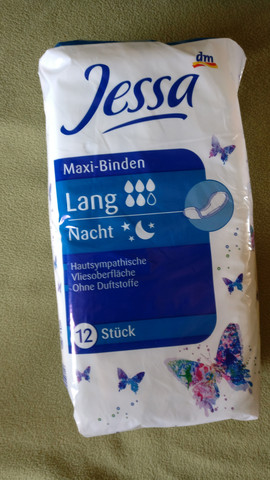 dm
Jessa
Maxi-Binden
Lang
Nacht
Hautsympathische
Vliesoberfläche
Ohne Duftstoffe
12 Stück